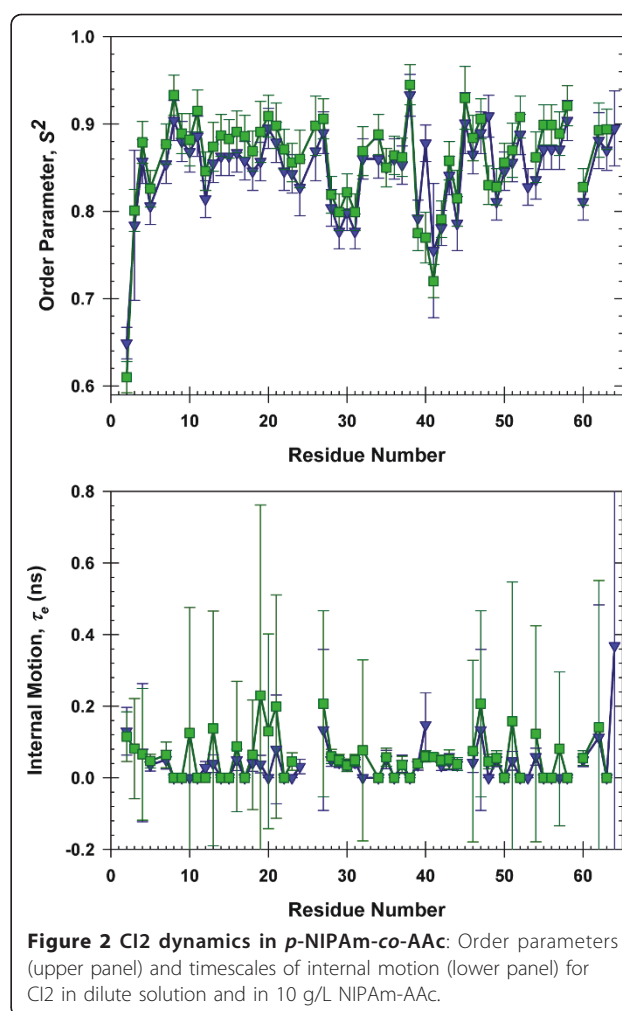 1.0
0.9
0.8
0.7
0.6
Order Parameter, S²
0 10 20 30 40 50 60
Residue Number
0.8
0.6
0.4
0.2
0.0
-0.2
Internal Motion, τₑ (ns)
0 10 20 30 40 50 60
Residue Number
Figure 2 CI2 dynamics in p-NIPAm-co-AAc: Order parameters
(upper panel) and timescales of internal motion (lower panel) for
CI2 in dilute solution and in 10 g/L NIPAm-AAc.